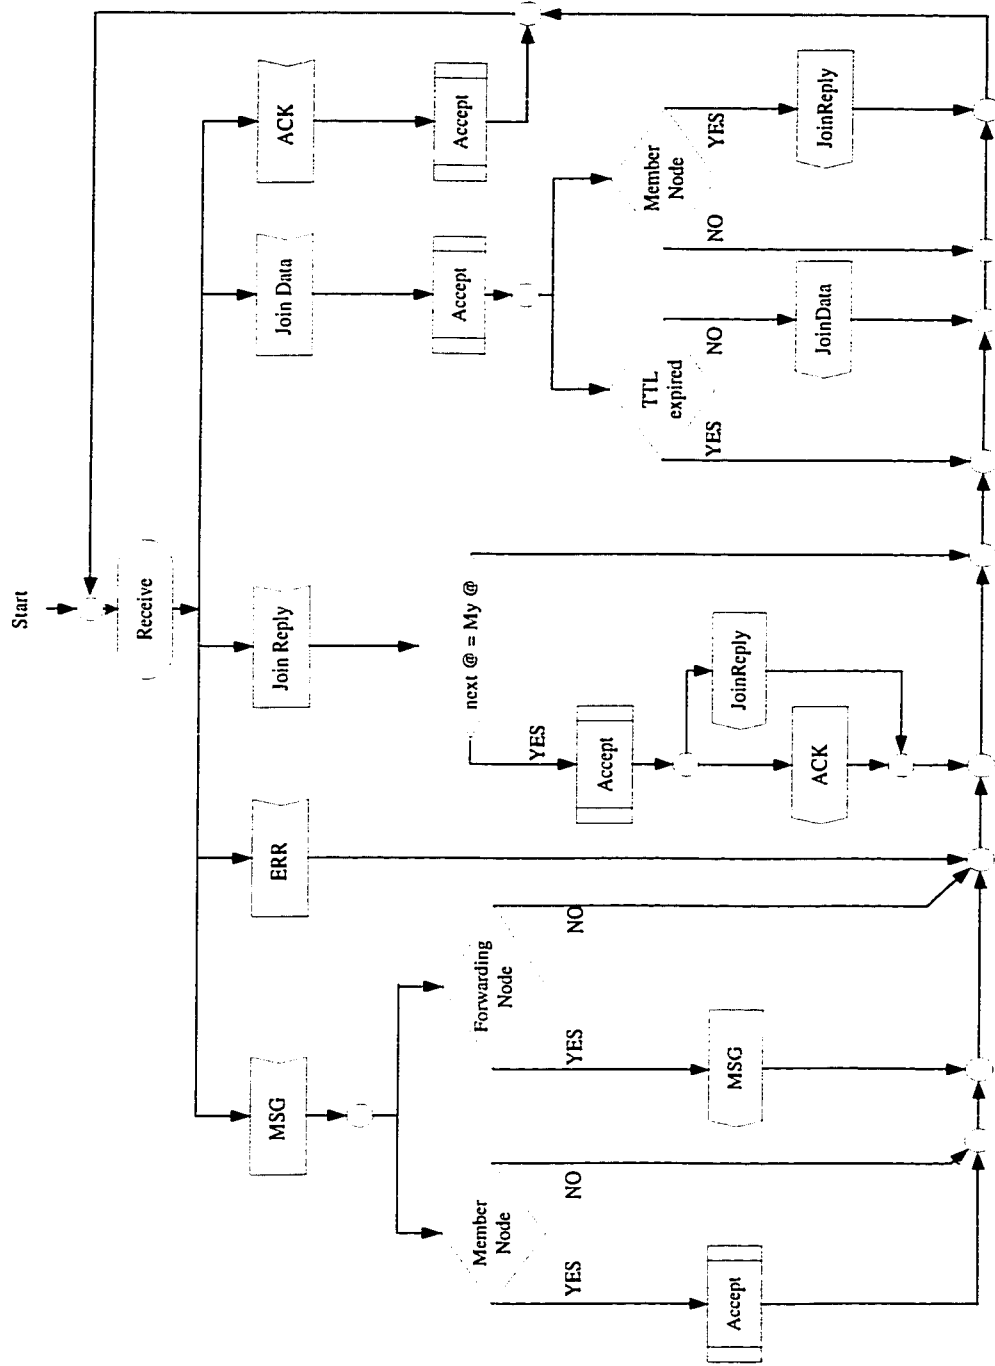 Start
Receive
MSG
ERR
Join Reply
Join Data
ACK
Member
Node
Forwarding
Node
next @ = My @
Accept
Accept
YES
NO
YES
NO
YES
Accept
JoinReply
ACK
TTL
expired
Member
Node
YES
NO
NO
YES
Accept
MSG
JoinData
JoinReply